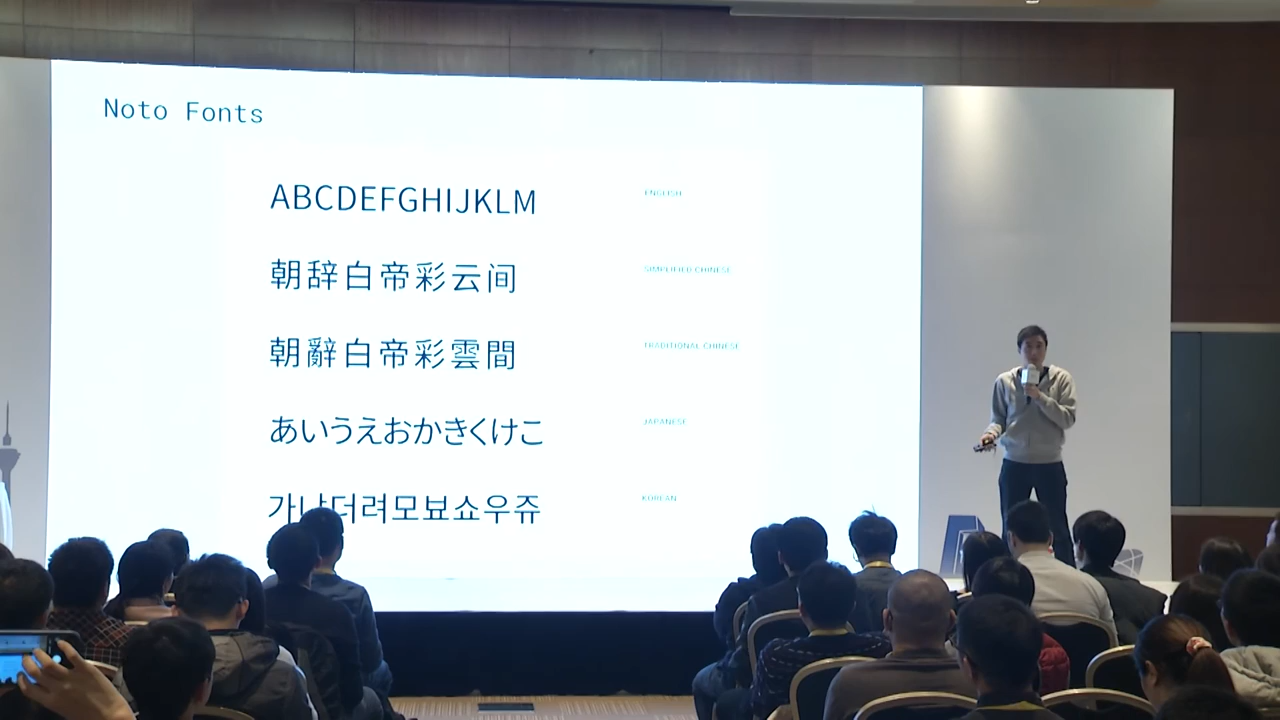 Noto Fonts
ABCDEFGHIJKLM
ENGLISH
朝辞白帝彩云间
SIMPLIFIED CHINESE
朝辭白帝彩雲間
TRADITIONAL CHINESE
あいうえおかきくけこ
JAPANESE
가냐더려모뵤쇼우쥬
KOREAN